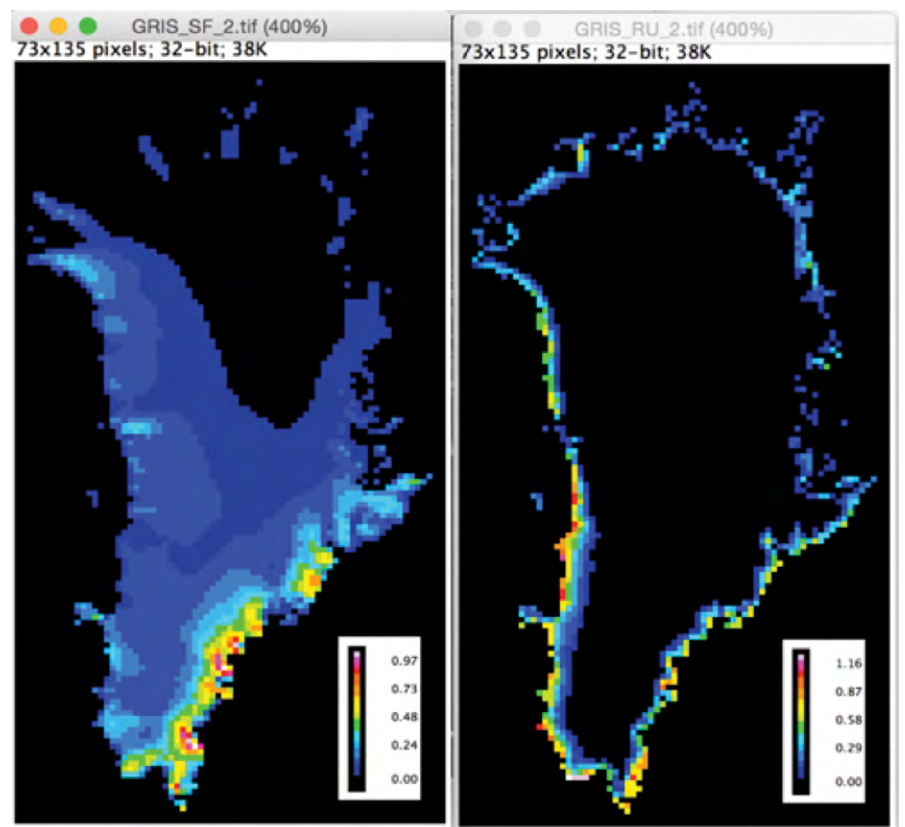 GRIS_SF_2.tif (400%)
73x135 pixels; 32-bit; 38K
0.97
0.73
0.48
0.24
0.00
GRIS_RU_2.tif (400%)
73x135 pixels; 32-bit; 38K
1.16
0.87
0.58
0.29
0.00